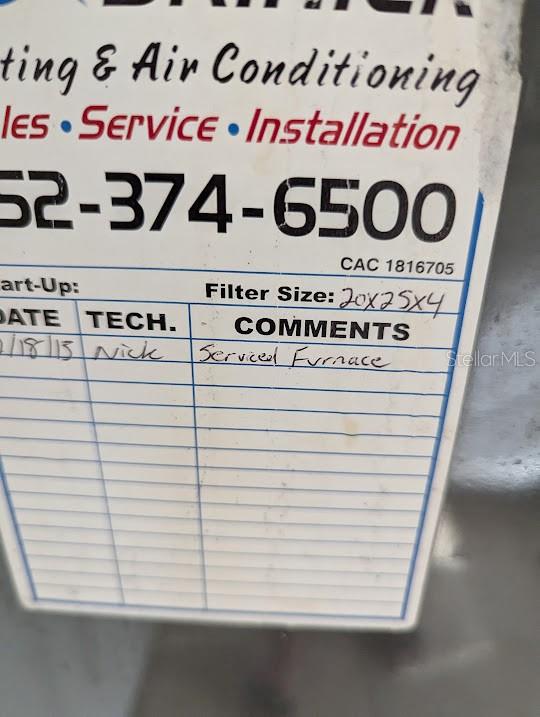 ting & Air Conditioning
les • Service • Installation
52-374-6500
CAC 1816705
art-Up:
Filter Size: 20x25x4
DATE TECH. COMMENTS
/18/15 Nick Serviced Furnace
StellarMLS